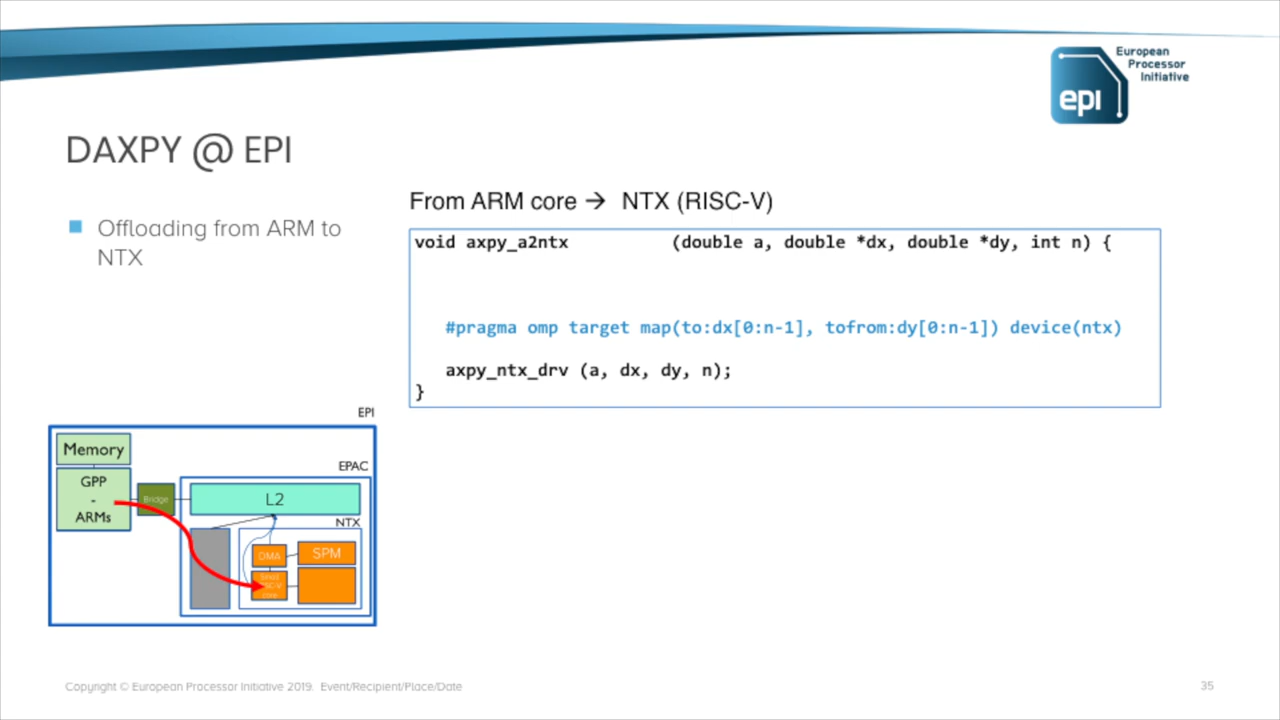 European
Processor
Initiative
epi
DAXPY @ EPI
Offloading from ARM to
NTX
From ARM core → NTX (RISC-V)
void axpy_a2ntx (double a, double *dx, double *dy, int n) {
#pragma omp target map(to:dx[0:n-1], tofrom:dy[0:n-1]) device(ntx)
axpy_ntx_drv (a, dx, dy, n);
}
EPI
Memory
GPP
-
ARMs
Bridge
EPAC
L2
NTX
DMA
SPM
core
Copyright © European Processor Initiative 2019. Event/Recipient/Place/Date
35